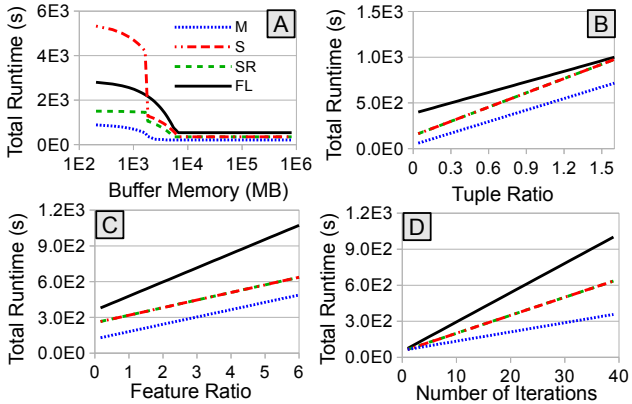 6E3
4E3
2E3
0E0
Total Runtime (s)
M
S
SR
FL
A
1E2 1E3 1E4 1E5 1E6
Buffer Memory (MB)
1.5E3
1.0E3
5.0E2
0.0E0
Total Runtime (s)
B
0 0.3 0.6 0.9 1.2 1.5
Tuple Ratio
1.2E3
9.0E2
6.0E2
3.0E2
0.0E0
Total Runtime (s)
C
0 1 2 3 4 5 6
Feature Ratio
1.2E3
9.0E2
6.0E2
3.0E2
0.0E0
Total Runtime (s)
D
0 10 20 30 40
Number of Iterations